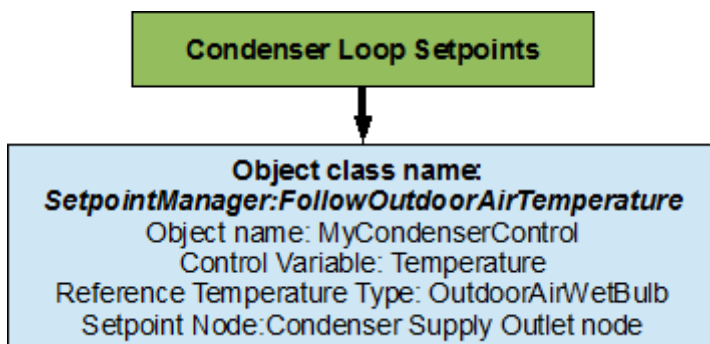 Condenser Loop Setpoints
Object class name:
SetpointManager:FollowOutdoorAirTemperature
Object name: MyCondenserControl
Control Variable: Temperature
Reference Temperature Type: OutdoorAirWetBulb
Setpoint Node:Condenser Supply Outlet node